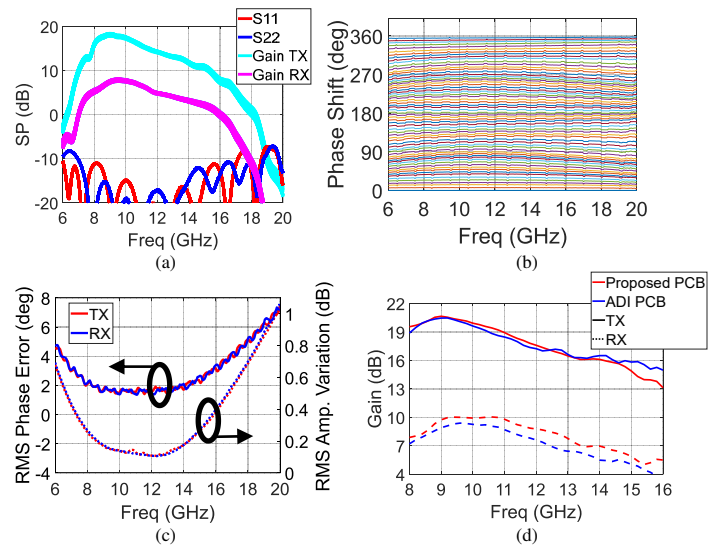 S11
S22
Gain TX
Gain RX
20
10
0
-10
-20
SP (dB)
6 8 10 12 14 16 18 20
Freq (GHz)
(a)
360
270
180
90
0
Phase Shift (deg)
6 8 10 12 14 16 18 20
Freq (GHz)
(b)
TX
RX
8
6
4
2
0
-2
-4
RMS Phase Error (deg)
1
0.8
0.6
0.4
0.2
0
RMS Amp. Variation (dB)
6 8 10 12 14 16 18 20
Freq (GHz)
(c)
Proposed PCB
ADI PCB
TX
RX
22
19
16
13
10
7
4
Gain (dB)
8 9 10 11 12 13 14 15 16
Freq (GHz)
(d)